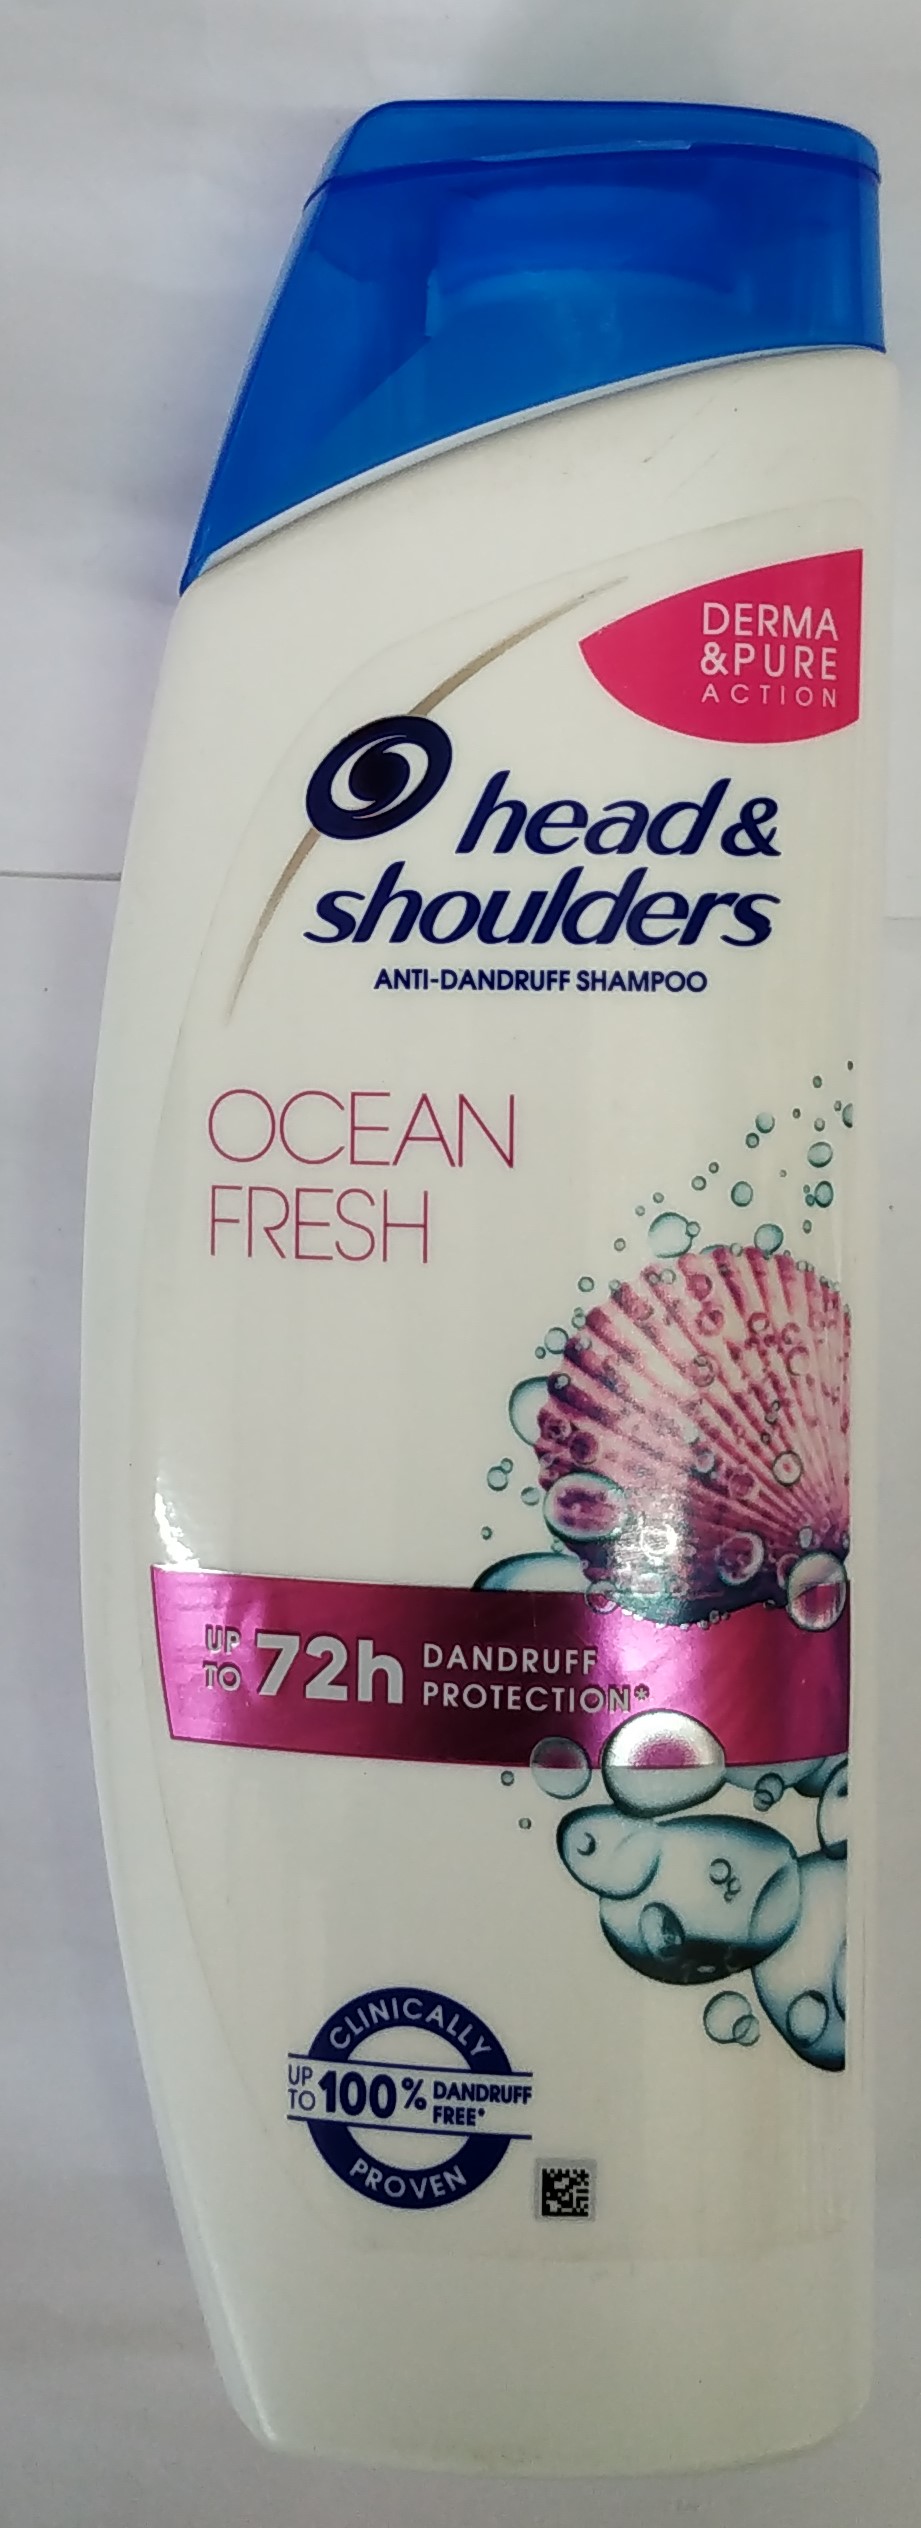 DERMA
&PURE
ACTION
head &
shoulders
ANTI-DANDRUFF SHAMPOO
OCEAN
FRESH
UP
TO 72h DANDRUFF
PROTECTION*
CLINICALLY
UP
TO 100% DANDRUFF
FREE*
PROVEN